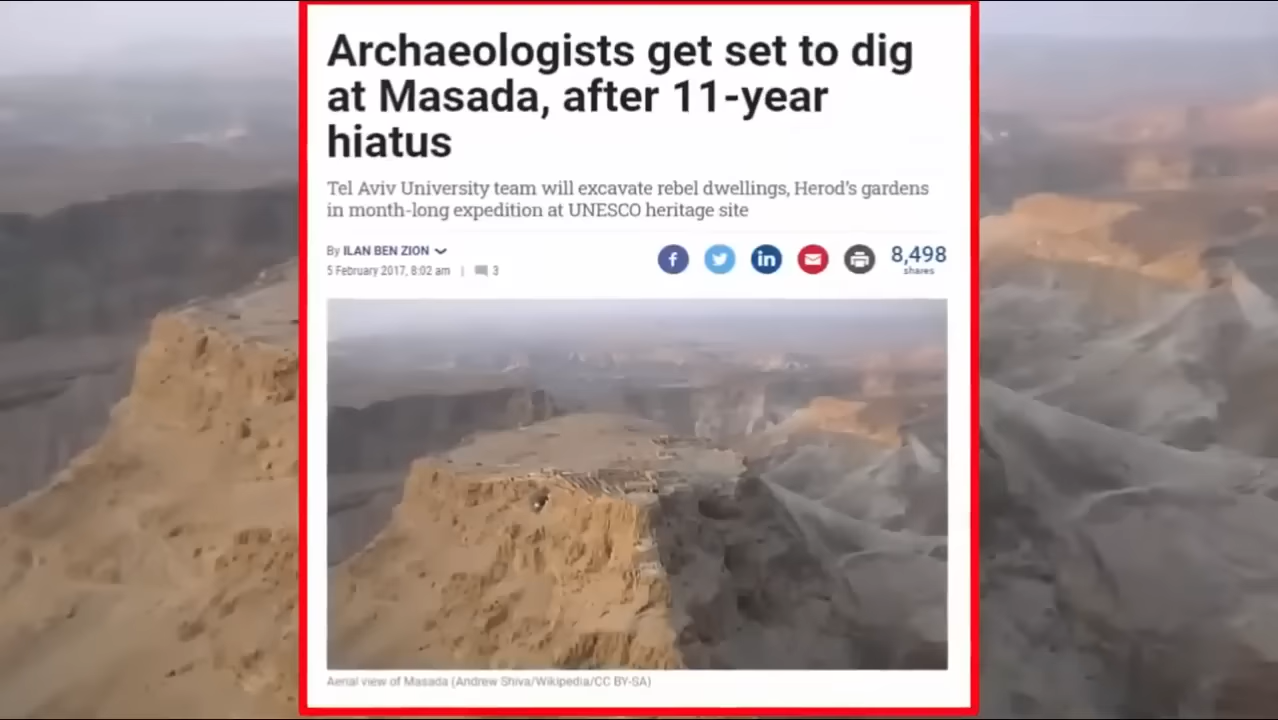 Archaeologists get set to dig
at Masada, after 11-year
hiatus
Tel Aviv University team will excavate rebel dwellings, Herod's gardens
in month-long expedition at UNESCO heritage site
By ILAN BEN ZION
5 February 2017, 8:02 am | 3
f in 8,498
shares
Aerial view of Masada (Andrew Shiva/Wikipedia/CC BY-SA)